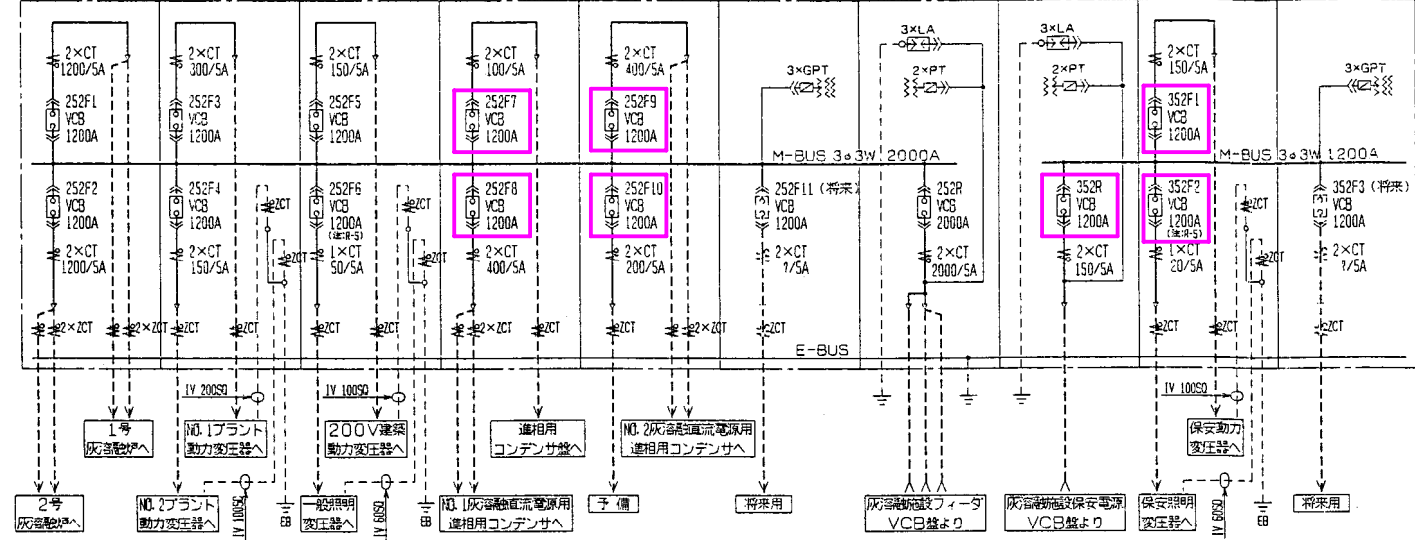 2×CT
1200/5A
252F1
VCB
1200A
2×CT
300/5A
252F3
VCB
1200A
2×CT
150/5A
252F5
VCB
1200A
2×CT
100/5A
252F7
VCB
1200A
2×CT
400/5A
252F9
VCB
1200A
3×GPT
3×LA
2×PT
3×LA
2×PT
2×CT
150/5A
352F1
VCB
1200A
3×GPT
M-BUS 3ø3W 2000A
M-BUS 3ø3W 1200A
252F2
VCB
1200A
2×CT
1200/5A
252F4
VCB
1200A
2×CT
150/5A
ZCT
ZCT
252F6
VCB
1200A
(注:R-S)
1×CT
50/5A
ZCT
ZCT
252F8
VCB
1200A
2×CT
400/5A
252F10
VCB
1200A
2×CT
200/5A
252F11 (将来)
VCB
1200A
2×CT
?/5A
252R
VCB
2000A
2×CT
2000/5A
352R
VCB
1200A
2×CT
150/5A
352F2
VCB
1200A
(注:R-S)
1×CT
20/5A
ZCT
ZCT
352F3 (将来)
VCB
1200A
2×CT
?/5A
2×ZCT
2×ZCT
ZCT
ZCT
ZCT
ZCT
2×ZCT
ZCT
ZCT
2×ZCT
ZCT
ZCT
ZCT
ZCT
E-BUS
IV 200SQ
IV 100SQ
IV 100SQ
1号
灰溶融炉へ
NO.1プラント
動力変圧器へ
200V建築
動力変圧器へ
進相用
コンデンサ盤へ
NO.2灰溶融直流電源用
進相用コンデンサへ
保安動力
変圧器へ
2号
灰溶融炉へ
NO.2プラント
動力変圧器へ
IV 100SQ
EB
一般照明
変圧器へ
IV 60SQ
EB
NO.1灰溶融直流電源用
進相用コンデンサへ
予備
将来用
灰溶融施設フィーダ
VCB盤より
灰溶融施設保安電源
VCB盤より
保安照明
変圧器へ
IV 60SQ
EB
将来用